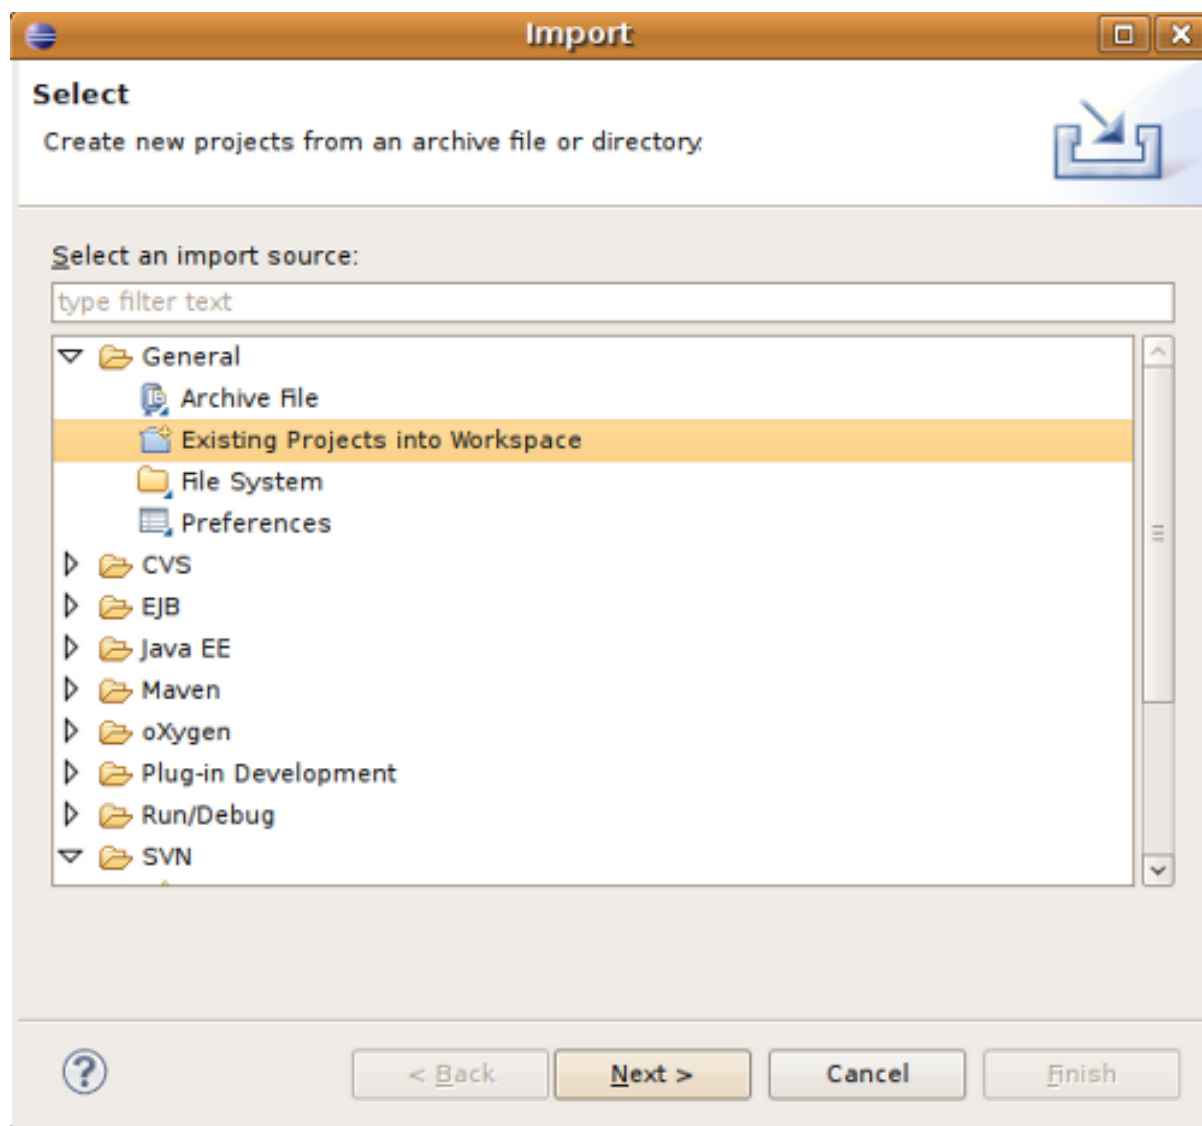 Import
Select
Create new projects from an archive file or directory.
Select an import source:
type filter text
General
Archive File
Existing Projects into Workspace
File System
Preferences
CVS
EJB
Java EE
Maven
oXygen
Plug-in Development
Run/Debug
SVN
? < Back Next > Cancel Finish